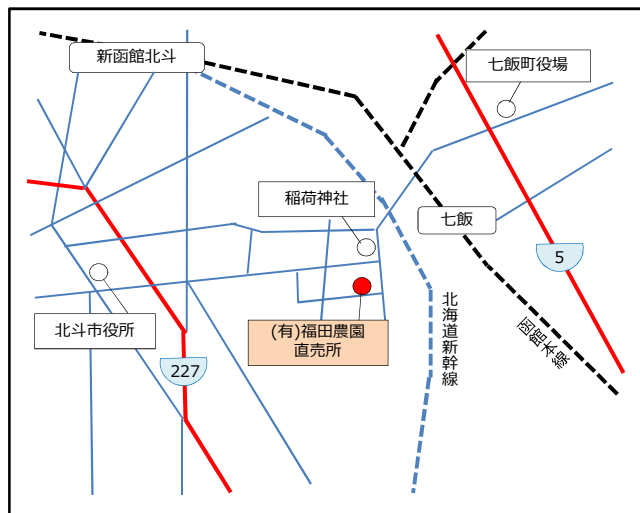 新函館北斗
七飯町役場
稲荷神社
七飯
5
北斗市役所
(有)福田農園
直売所
北海道新幹線
函館本線
227